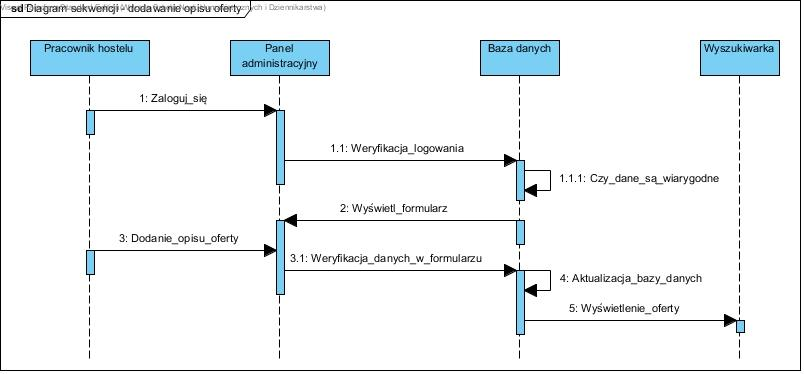 sd Diagram sekwencji - dodawanie opisu oferty
i Dziennikarstwa)
Pracownik hostelu
Panel
administracyjny
Baza danych
Wyszukiwarka
1: Zaloguj_się
1.1: Weryfikacja_logowania
1.1.1: Czy_dane_są_wiarygodne
2: Wyświetl_formularz
3: Dodanie_opisu_oferty
3.1: Weryfikacja_danych_w_formularzu
4: Aktualizacja_bazy_danych
5: Wyświetlenie_oferty